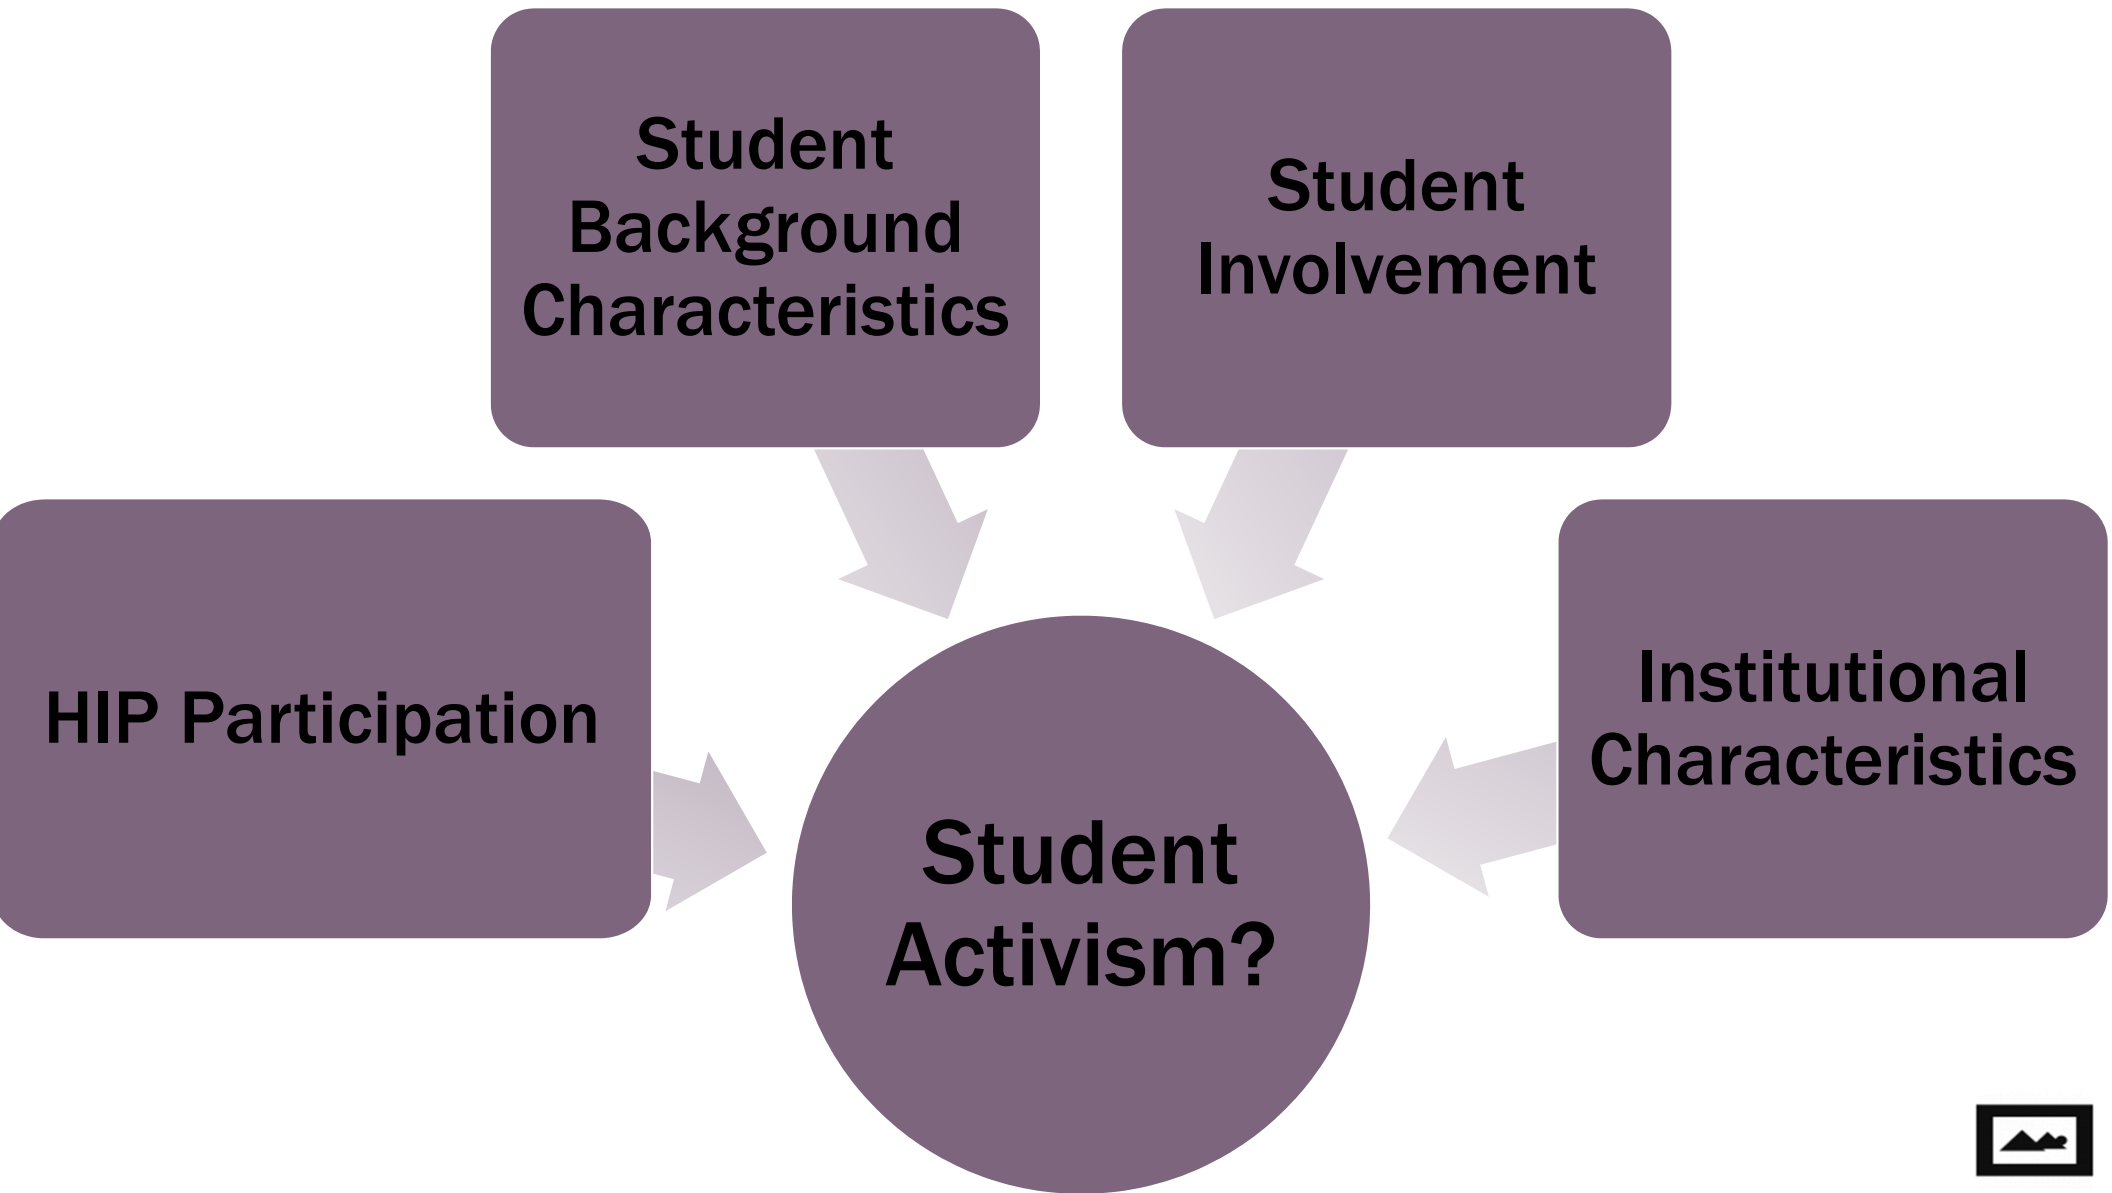 Student
Background
Characteristics
Student
Involvement
HIP Participation
Institutional
Characteristics
Student
Activism?